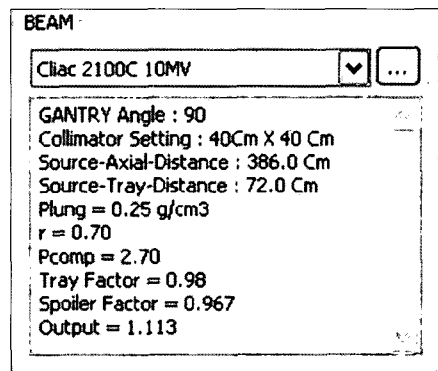 BEAM
Cliac 2100C 10MV
...
GANTRY Angle : 90
Collimator Setting : 40Cm X 40 Cm
Source-Axial-Distance : 386.0 Cm
Source-Tray-Distance : 72.0 Cm
Plung = 0.25 g/cm3
r = 0.70
Pcomp = 2.70
Tray Factor = 0.98
Spoiler Factor = 0.967
Output = 1.113